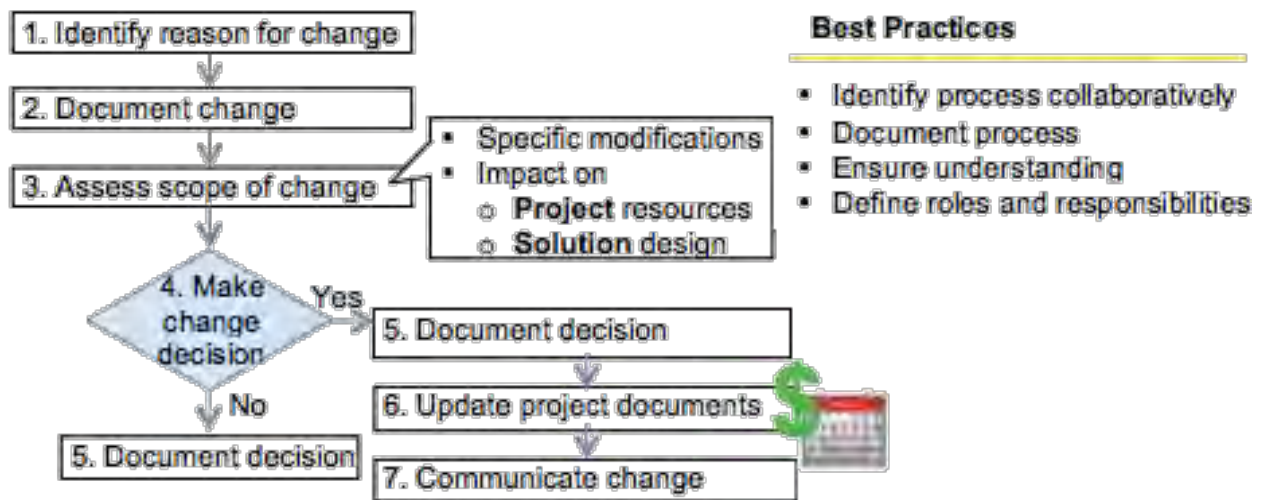 1. Identify reason for change
2. Document change
3. Assess scope of change
▪ Specific modifications
▪ Impact on
○ Project resources
○ Solution design
4. Make
change
decision
Yes
No
5. Document decision
5. Document decision
6. Update project documents
$
7. Communicate change
Best Practices
▪ Identify process collaboratively
▪ Document process
▪ Ensure understanding
▪ Define roles and responsibilities